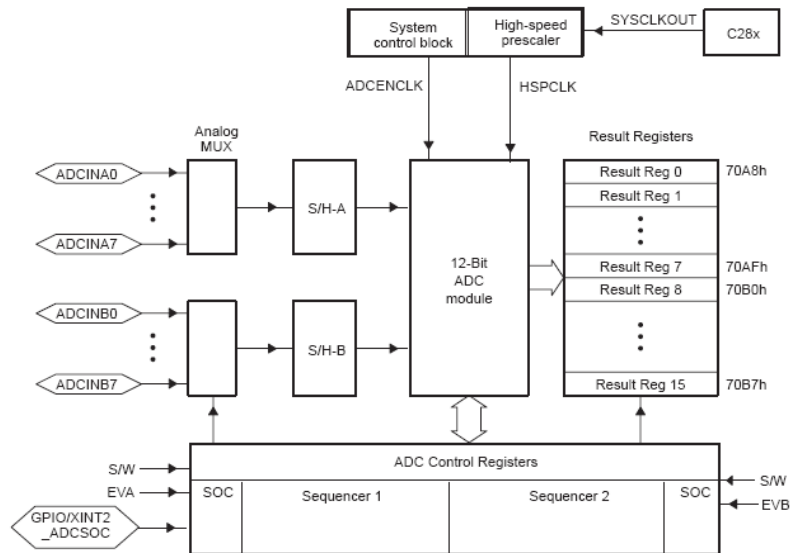 System
control block
High-speed
prescaler
SYSCLKOUT
C28x
ADCENCLK
HSPCLK
Analog
MUX
Result Registers
ADCINA0
S/H-A
Result Reg 0
70A8h
Result Reg 1
ADCINA7
12-Bit
ADC
module
Result Reg 7
70AFh
Result Reg 8
70B0h
ADCINB0
S/H-B
ADCINB7
Result Reg 15
70B7h
ADC Control Registers
S/W
S/W
EVA
SOC
Sequencer 1
Sequencer 2
SOC
EVB
GPIO/XINT2
_ADCSOC